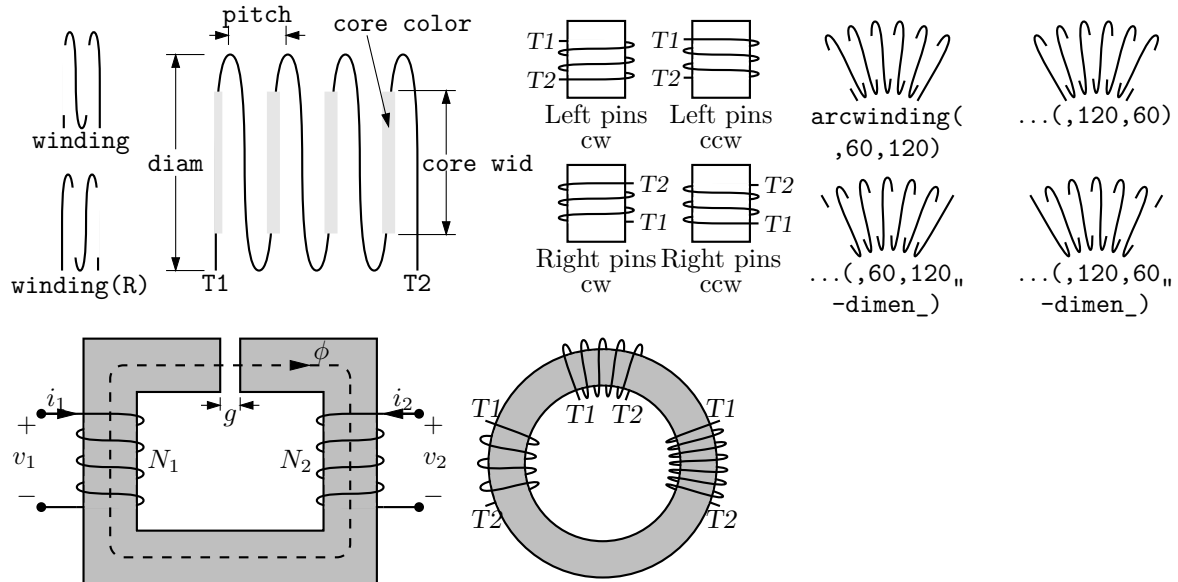 winding
winding(R)
pitch
core color
diam
core wid
T1
T2
T1
T2
Left pins
cw
T1
T2
Left pins
ccw
T2
T1
Right pins
cw
T2
T1
Right pins
ccw
arcwinding(
,60,120)
...(,120,60)
...(,60,120,,
-dimen_)
...(,120,60,,
-dimen_)
ϕ
i1
i2
g
+
v1
−
N1
N2
+
v2
−
T1
T2
T1
T2
T1
T2